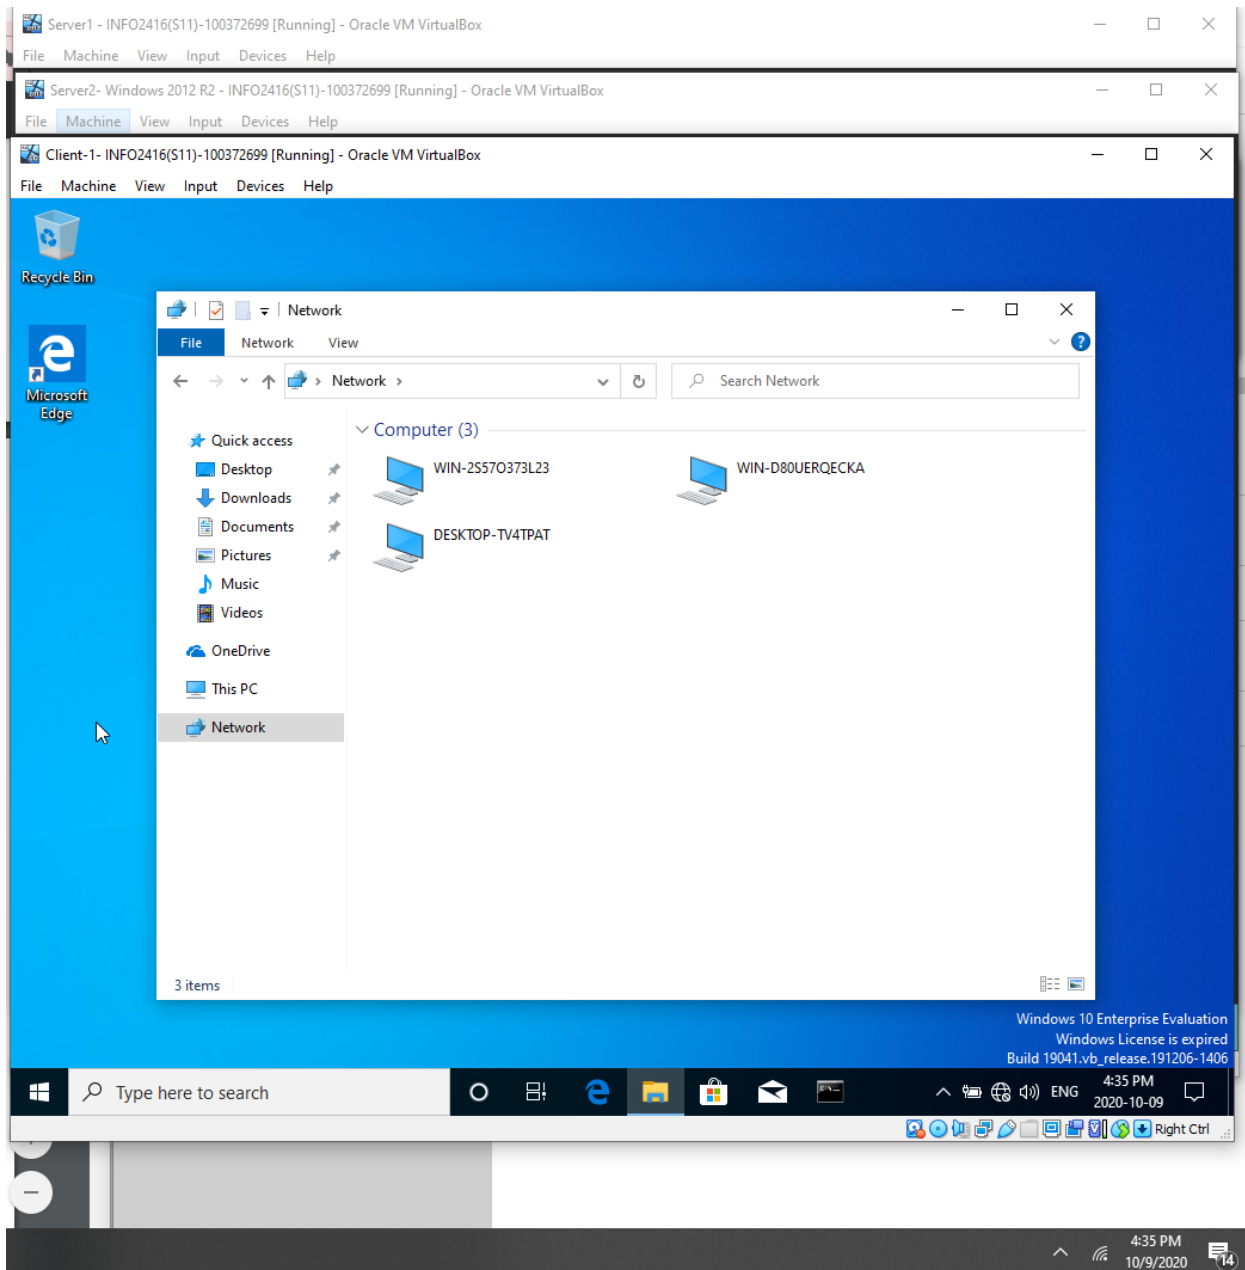 Server1 - INFO2416(S11)-100372699 [Running] - Oracle VM VirtualBox
File Machine View Input Devices Help
Server2- Windows 2012 R2 - INFO2416(S11)-100372699 [Running] - Oracle VM VirtualBox
File Machine View Input Devices Help
Client-1- INFO2416(S11)-100372699 [Running] - Oracle VM VirtualBox
File Machine View Input Devices Help
Recycle Bin
Microsoft
Edge
Network
File Network View
Network
Search Network
Quick access
Desktop
Downloads
Documents
Pictures
Music
Videos
OneDrive
This PC
Network
Computer (3)
WIN-2S57O373L23
WIN-D80UERQECKA
DESKTOP-TV4TPAT
3 items
Windows 10 Enterprise Evaluation
Windows License is expired
Build 19041.vb_release.191206-1406
Type here to search
ENG
4:35 PM
2020-10-09
Right Ctrl
4:35 PM
10/9/2020
14